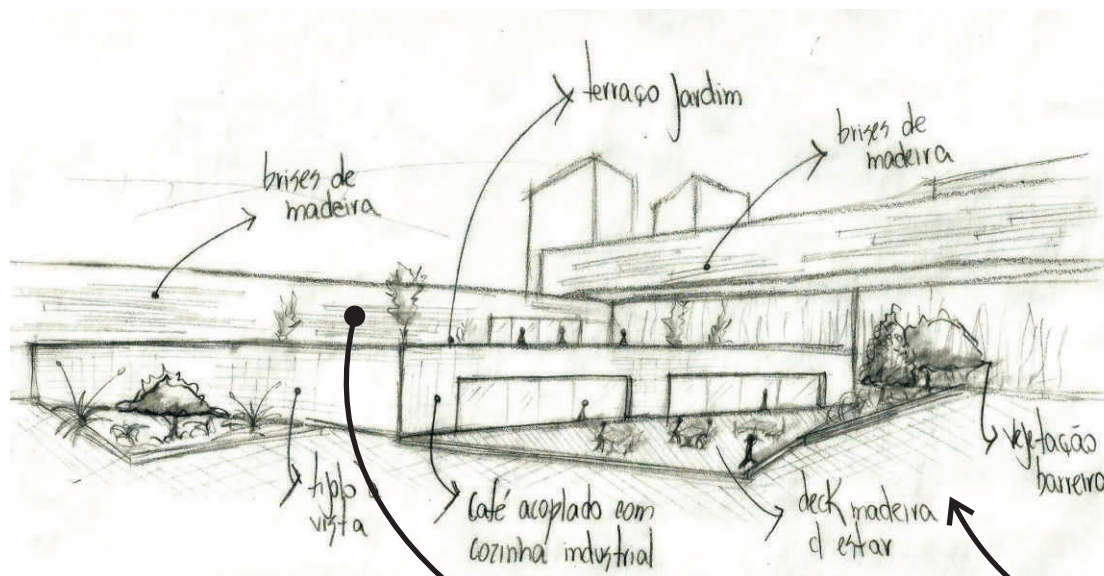 terraço jardim
brises de
madeira
brises de
madeira
tijolo à
vista
café acoplado com
cozinha industrial
deck madeira
d estar
vegetação
barreira